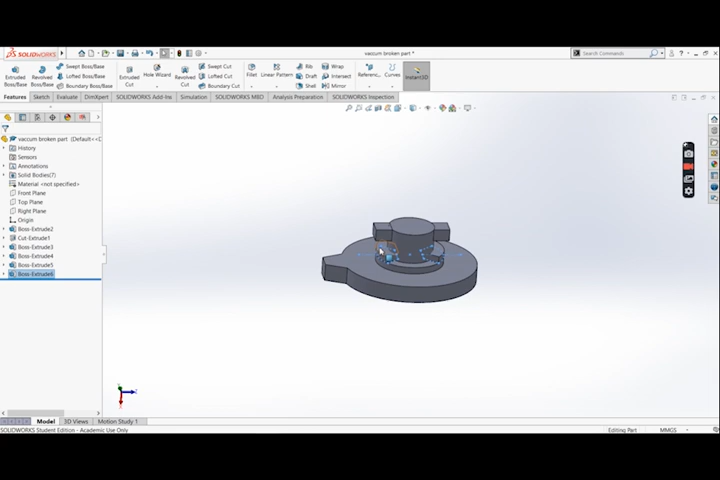 SOLIDWORKS
vaccum broken part *
Search Commands
Extruded Boss/Base
Revolved Boss/Base
Swept Boss/Base
Lofted Boss/Base
Boundary Boss/Base
Extruded Cut
Hole Wizard
Revolved Cut
Swept Cut
Lofted Cut
Boundary Cut
Fillet
Linear Pattern
Rib
Draft
Shell
Wrap
Intersect
Mirror
Referenc...
Curves
Instant3D
Features
Sketch
Evaluate
DimXpert
SOLIDWORKS Add-Ins
Simulation
SOLIDWORKS MBD
Analysis Preparation
SOLIDWORKS Inspection
vaccum broken part (Default<<D
History
Sensors
Annotations
Solid Bodies(7)
Material <not specified>
Front Plane
Top Plane
Right Plane
Origin
Boss-Extrude2
Cut-Extrude1
Boss-Extrude3
Boss-Extrude4
Boss-Extrude5
Boss-Extrude6
Model
3D Views
Motion Study 1
SOLIDWORKS Student Edition - Academic Use Only
Editing Part
MMGS